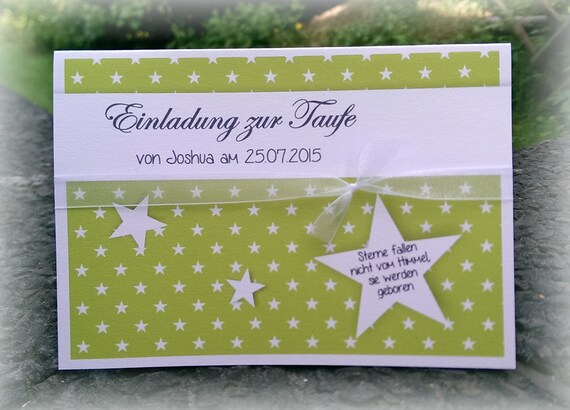 Einladung zur Taufe
von Joshua am 25.07.2015
Sterne fallen
nicht vom Himmel,
sie werden
geboren